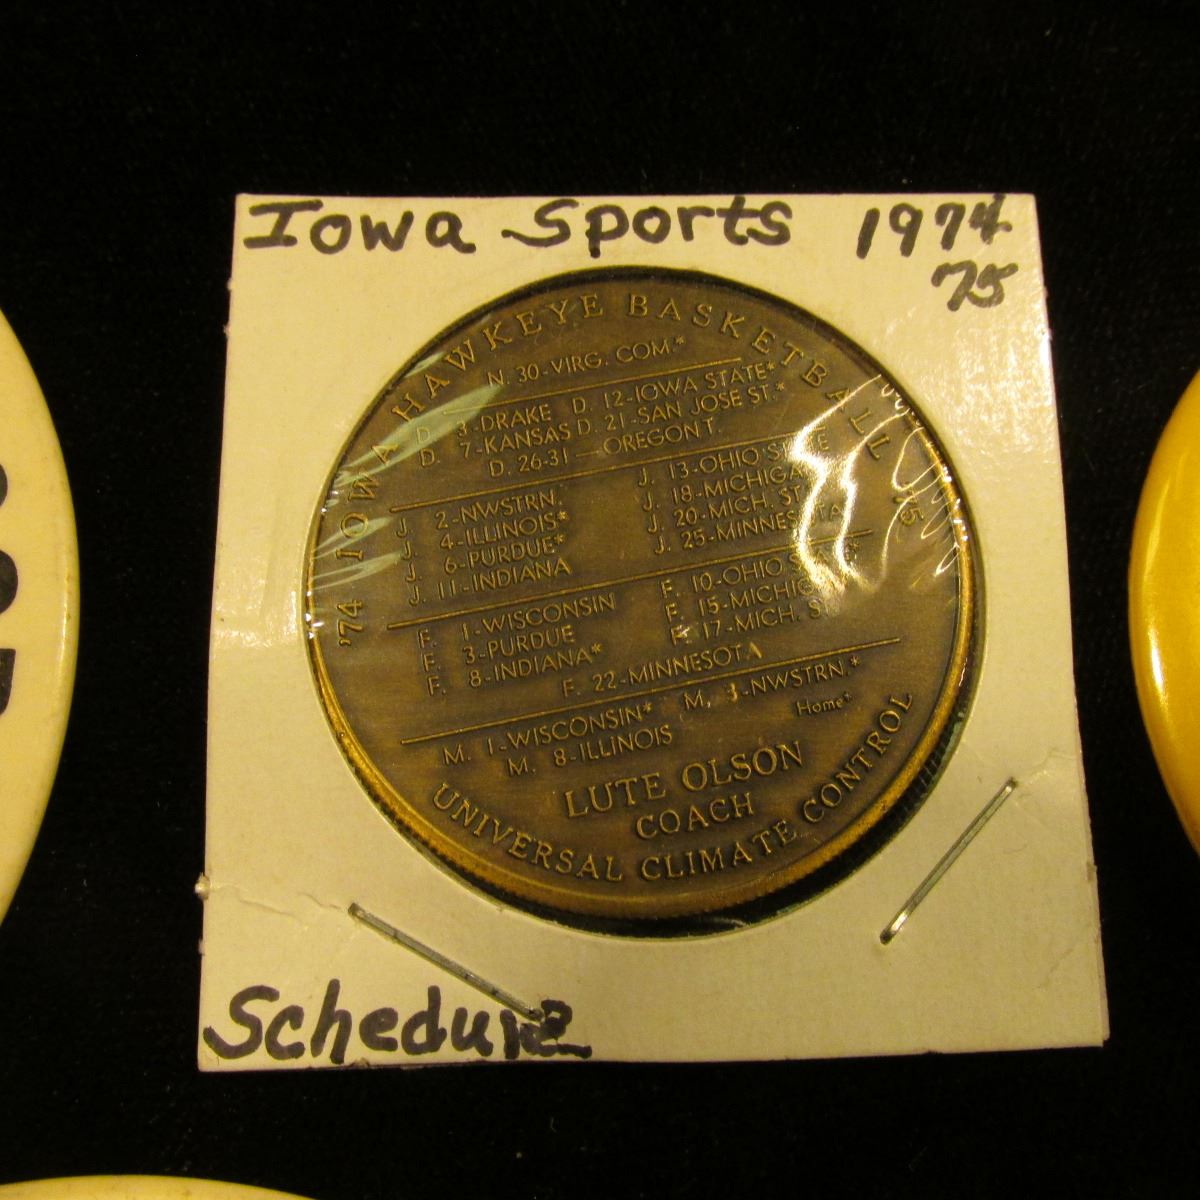 Iowa Sports 1974
75
'74 IOWA HAWKEYE BASKETBALL '75
N. 30-VIRG. COM.*
D. 3-DRAKE D. 12-IOWA STATE*
D. 7-KANSAS D. 21-SAN JOSE ST.*
D. 26-31 — OREGON T.
J. 2-NWSTRN. J. 13-OHIO STATE
J. 4-ILLINOIS* J. 18-MICHIGAN
J. 6-PURDUE* J. 20-MICH. ST.
J. 11-INDIANA J. 25-MINNESOTA
F. 1-WISCONSIN F. 10-OHIO
F. 3-PURDUE F. 15-MICHIGAN
F. 8-INDIANA* F. 17-MICH.
F. 22-MINNESOTA
M. 1-WISCONSIN* M. 3-NWSTRN.*
M. 8-ILLINOIS Home*
LUTE OLSON
COACH
UNIVERSAL CLIMATE CONTROL
Schedule